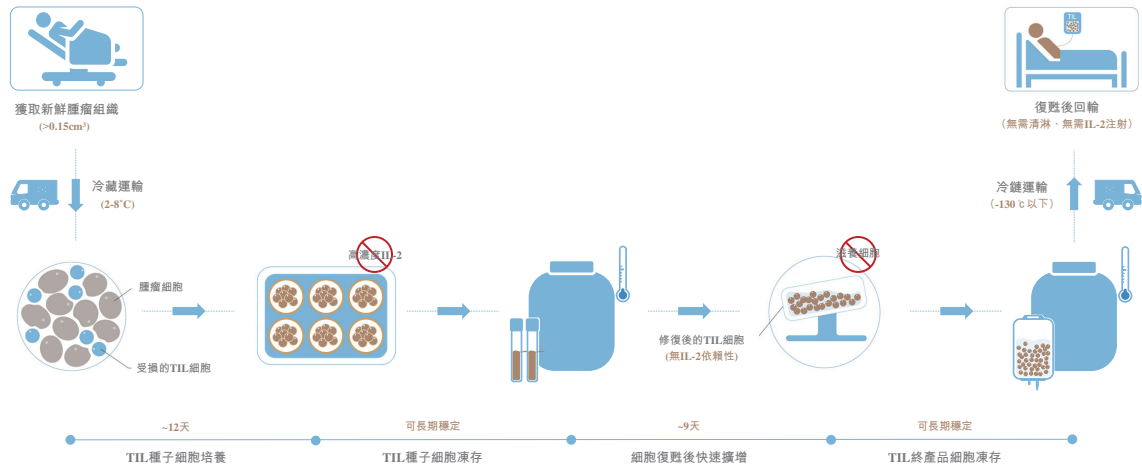 TIL
獲取新鮮腫瘤組織
(>0.15cm³)
復甦後回輸
（無需清淋、無需IL-2注射）
冷藏運輸
(2-8˚C)
冷鏈運輸
（-130℃以下）
高濃度IL-2
滋養細胞
腫瘤細胞
受損的TIL細胞
修復後的TIL細胞
(無IL-2依賴性)
~12天
可長期穩定
~9天
可長期穩定
TIL種子細胞培養
TIL種子細胞凍存
細胞復甦後快速擴增
TIL終產品細胞凍存